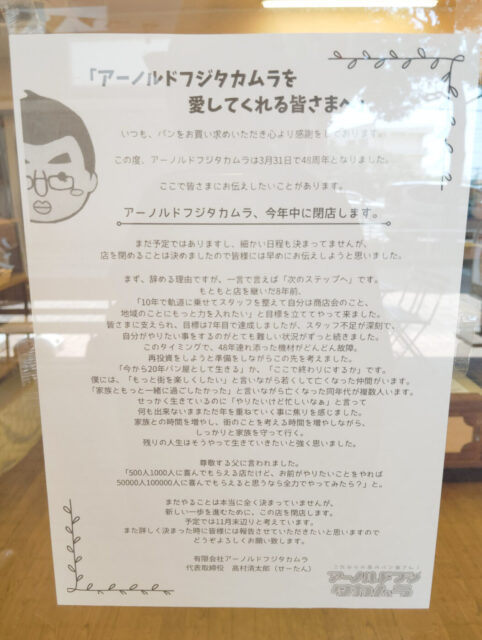 「アーノルドフジタカムラを
愛してくれる皆さまへ」
いつも、パンをお買い求めいただき心より感謝をしております。
この度、アーノルドフジタカムラは3月31日で48周年となりました。
ここで皆さまにお伝えしたいことがあります。
アーノルドフジタカムラ、今年中に閉店します。
まだ予定ではありますし、細かい日程も決まってませんが、
店を閉めることは決めましたので皆様には早めにお伝えしようと思いました。
まず、辞める理由ですが、一言で言えば「次のステップへ」です。
もともと店を継いだ8年前、
「10年で軌道に乗せてスタッフを整えて自分は商店会のこと、
地域のことにもっと力を入れたい」と目標を立ててやって来ました。
皆さまに支えられ、目標は7年目で達成しましたが、スタッフ不足が深刻で、
自分がやりたい事をするのがとても難しい状況がずっと続きました。
このタイミングで、48年連れ添った機材がどんどん故障。
再投資をしようと準備をしながらこの先を考えました。
「今から20年パン屋として生きる」か、「ここで終わりにするか」です。
僕には、「もっと街を楽しくしたい」と言いながら若くして亡くなった仲間がいます。
「家族ともっと一緒に過ごしたかった」と言いながら亡くなった同年代が複数人います。
せっかく生きているのに「やりたいけど忙しいなぁ」と言って
何も出来ないままただ年を重ねていく事に焦りを感じました。
家族との時間を増やし、街のことを考える時間を増やしながら、
しっかりと家族を守って行く。
残りの人生はそうやって生きていきたいと強く思いました。
尊敬する父に言われました。
「500人1000人に喜んでもらえる店だけど、お前がやりたいことをやれば
50000人100000人に喜んでもらえると思うなら全力でやってみたら？」と。
まだやることは本当に全く決まっていませんが、
新しい一歩を進むために、この店を閉店します。
予定では11月末辺りと考えています。
また詳しく決まった時に皆様には報告させていただきたいと思いますので
どうぞよろしくお願い致します。
有限会社アーノルドフジタカムラ
代表取締役　高村清太郎（せーたん）
アーノルドフジ
タカムラ